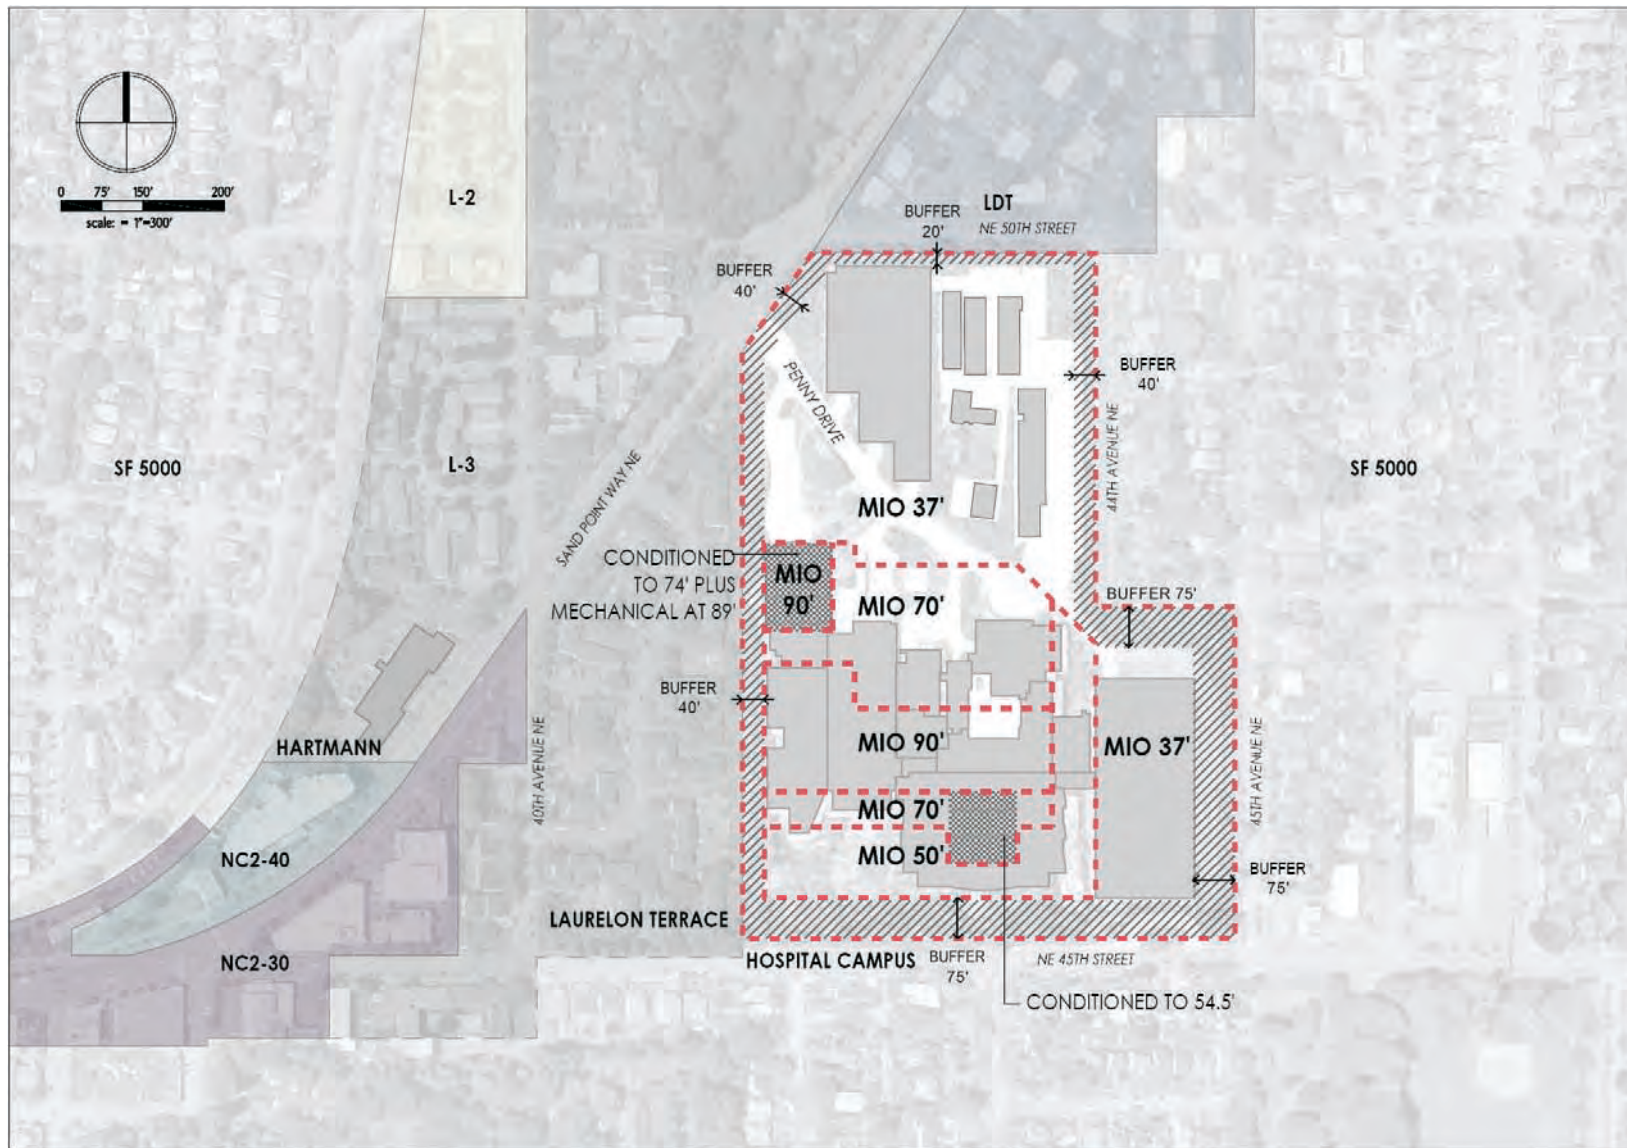 0 75' 150' 200'
scale: = 1"=300'
L-2
BUFFER
20'
LDT
NE 50TH STREET
BUFFER
40'
BUFFER
40'
PENNY DRIVE
44TH AVENUE NE
SF 5000
L-3
SF 5000
SAND POINT WAY NE
MIO 37'
CONDITIONED
TO 74' PLUS
MECHANICAL AT 89'
MIO
90'
MIO 70'
BUFFER 75'
BUFFER
40'
40TH AVENUE NE
HARTMANN
MIO 90'
MIO 37'
45TH AVENUE NE
MIO 70'
MIO 50'
NC2-40
BUFFER
75'
LAURELON TERRACE
NC2-30
HOSPITAL CAMPUS
BUFFER
75'
NE 45TH STREET
CONDITIONED TO 54.5'